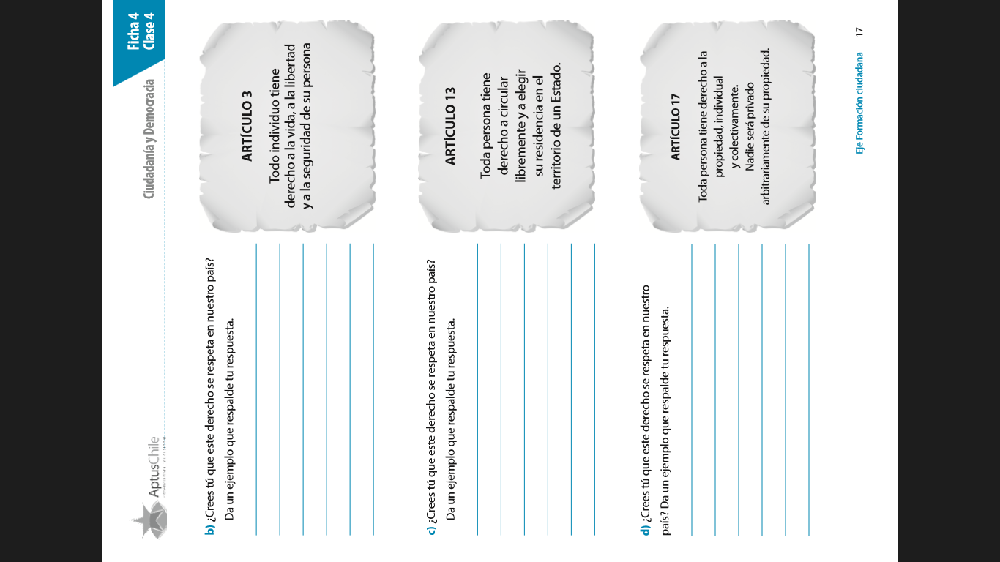 AptusChile
Ciudadanía y Democracia
Ficha 4
Clase 4
b) ¿Crees tú que este derecho se respeta en nuestro país?
Da un ejemplo que respalde tu respuesta.
ARTÍCULO 3
Todo individuo tiene
derecho a la vida, a la libertad
y a la seguridad de su persona
c) ¿Crees tú que este derecho se respeta en nuestro país?
Da un ejemplo que respalde tu respuesta.
ARTÍCULO 13
Toda persona tiene
derecho a circular
libremente y a elegir
su residencia en el
territorio de un Estado.
d) ¿Crees tú que este derecho se respeta en nuestro
país? Da un ejemplo que respalde tu respuesta.
ARTÍCULO 17
Toda persona tiene derecho a la
propiedad, individual
y colectivamente.
Nadie será privado
arbitrariamente de su propiedad.
Eje Formación ciudadana 17